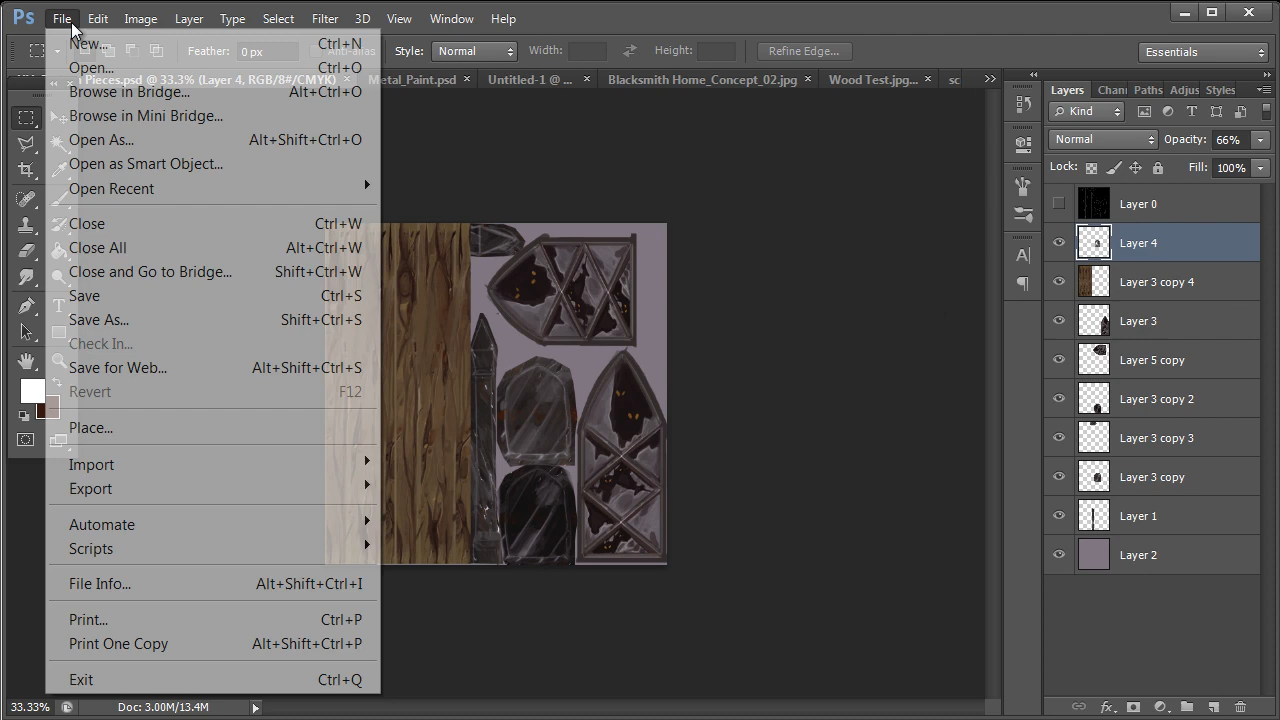 Ps File Edit Image Layer Type Select Filter 3D View Window Help
Feather: 0 px Anti-alias Style: Normal Width: Height: Refine Edge... Essentials
Pieces.psd @ 33.3% (Layer 4, RGB/8#/CMYK) × Metal_Paint.psd × Untitled-1 @ ... × Blacksmith Home_Concept_02.jpg × Wood Test.jpg... × sc
New... Ctrl+N
Open... Ctrl+O
Browse in Bridge... Alt+Ctrl+O
Browse in Mini Bridge...
Open As... Alt+Shift+Ctrl+O
Open as Smart Object...
Open Recent
Close Ctrl+W
Close All Alt+Ctrl+W
Close and Go to Bridge... Shift+Ctrl+W
Save Ctrl+S
Save As... Shift+Ctrl+S
Check In...
Save for Web... Alt+Shift+Ctrl+S
Revert F12
Place...
Import
Export
Automate
Scripts
File Info... Alt+Shift+Ctrl+I
Print... Ctrl+P
Print One Copy Alt+Shift+Ctrl+P
Exit Ctrl+Q
Layers Chann Paths Adjus Styles
Kind
Normal Opacity: 66%
Lock: Fill: 100%
Layer 0
Layer 4
Layer 3 copy 4
Layer 3
Layer 5 copy
Layer 3 copy 2
Layer 3 copy 3
Layer 3 copy
Layer 1
Layer 2
33.33% Doc: 3.00M/13.4M